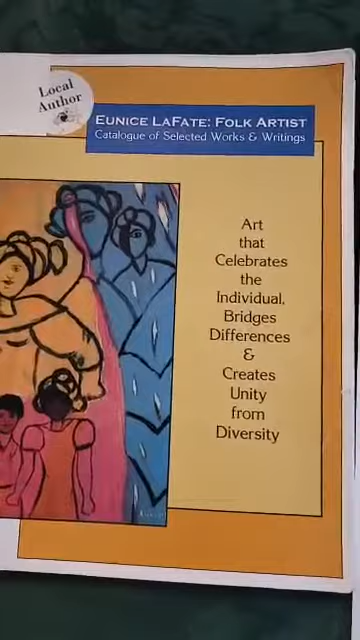 Local
Author
EUNICE LAFATE: FOLK ARTIST
Catalogue of Selected Works & Writings
Art
that
Celebrates
the
Individual,
Bridges
Differences
&
Creates
Unity
from
Diversity